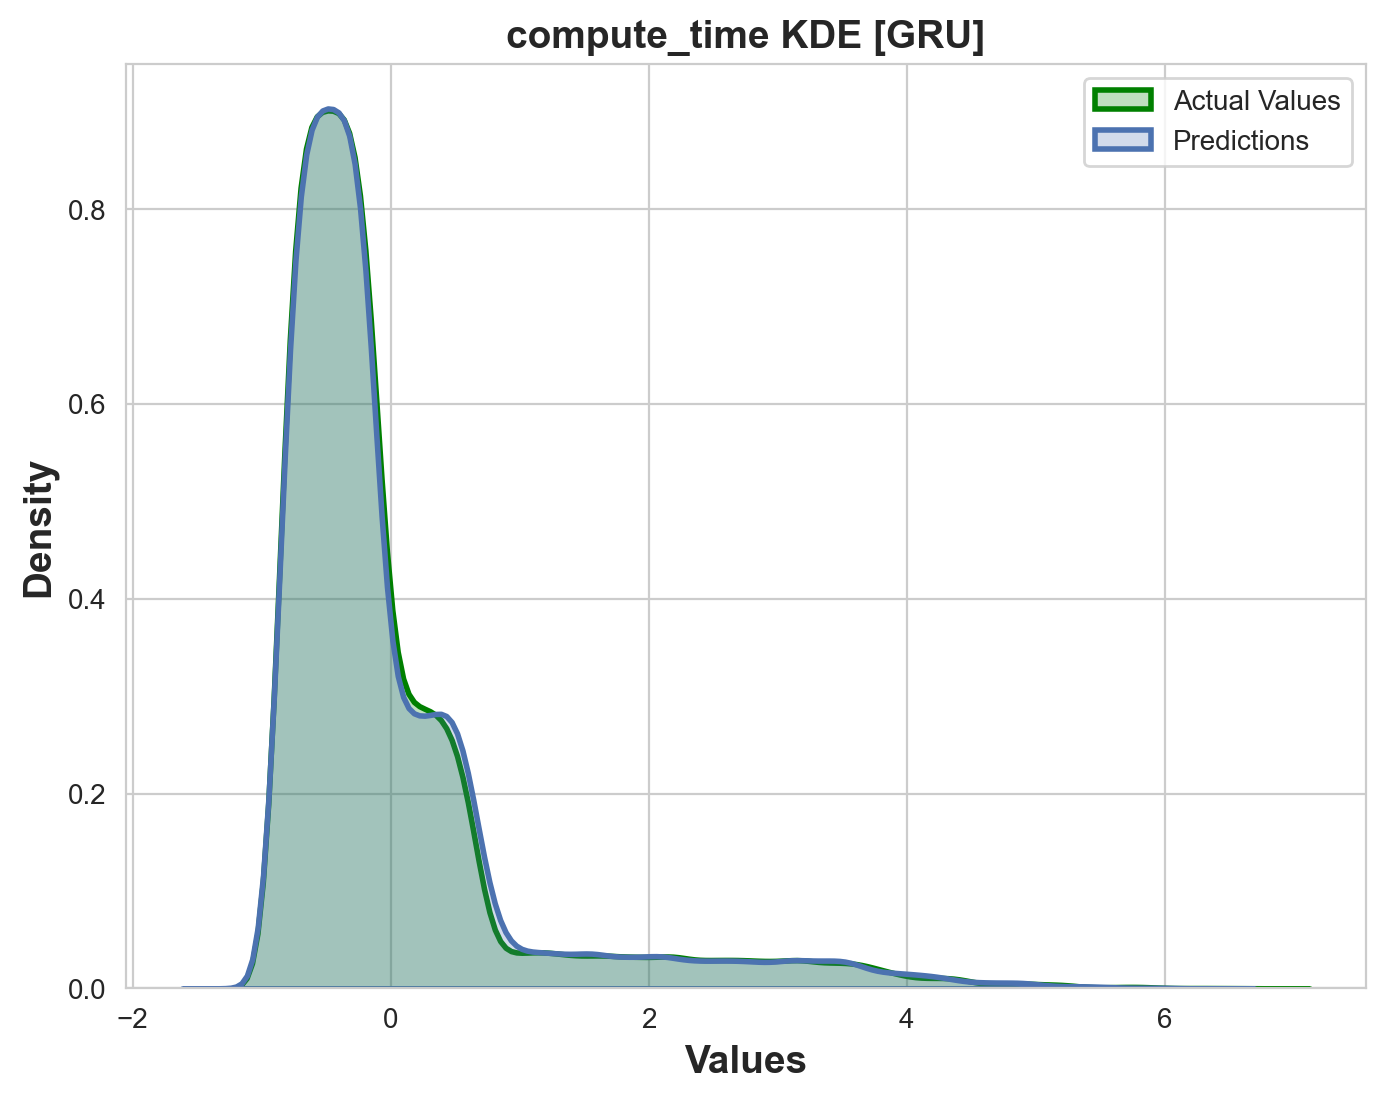 compute_time KDE [GRU]
Actual Values
Predictions
Density
0.8
0.6
0.4
0.2
0.0
−2
0
2
4
6
Values